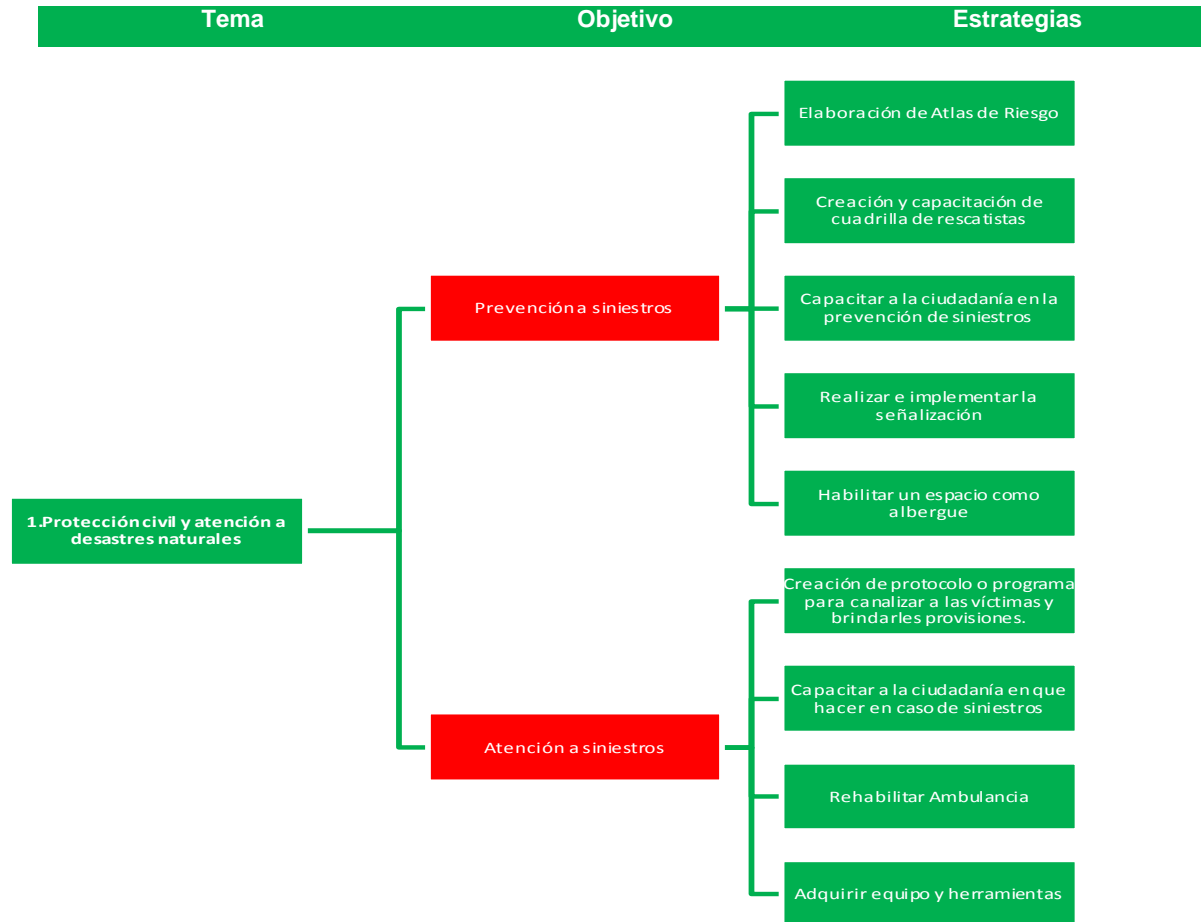 Tema Objetivo Estrategias
Elaboración de Atlas de Riesgo
Creación y capacitación de
cuadrilla de rescatistas
Prevención a siniestros
Capacitar a la ciudadanía en la
prevención de siniestros
Realizar e implementar la
señalización
Habilitar un espacio como
albergue
1.Protección civil y atención a
desastres naturales
Creación de protocolo o programa
para canalizar a las víctimas y
brindarles provisiones.
Capacitar a la ciudadanía en que
hacer en caso de siniestros
Atención a siniestros
Rehabilitar Ambulancia
Adquirir equipo y herramientas